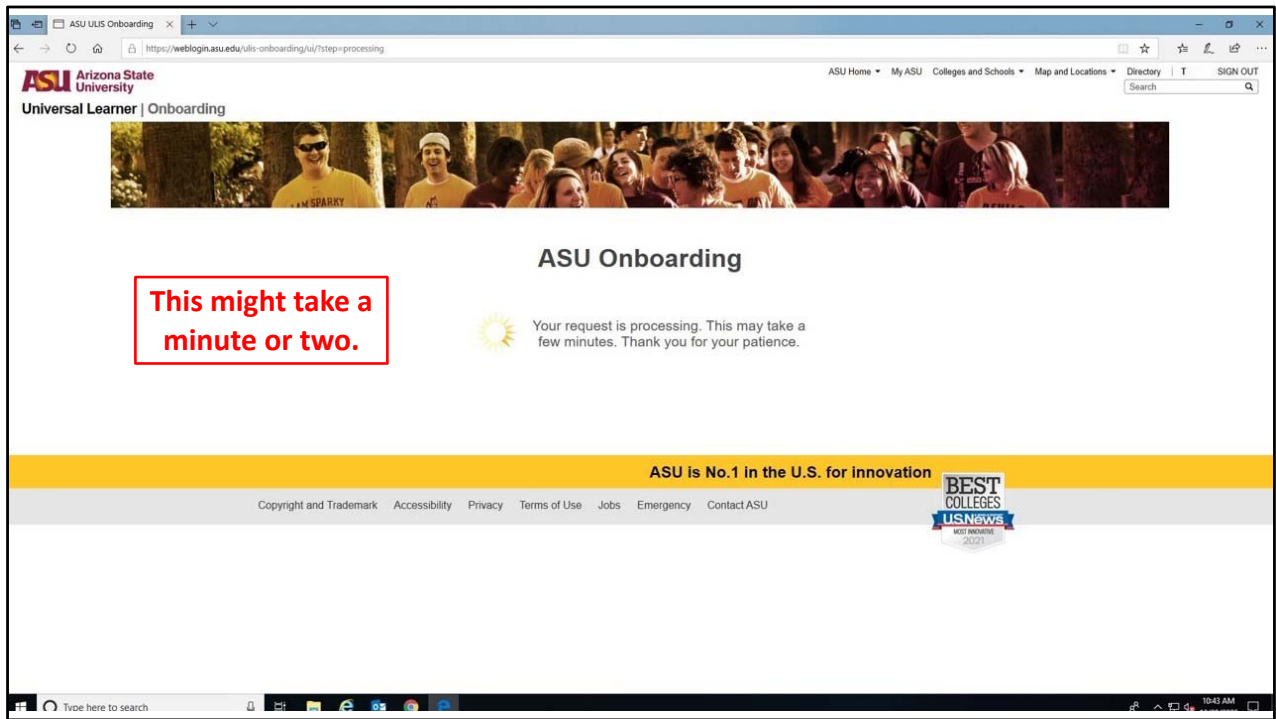 ASU ULIS Onboarding
https://weblogin.asu.edu/ulis-onboarding/ui/?step=processing
ASU Arizona State University
ASU Home My ASU Colleges and Schools Map and Locations Directory | T SIGN OUT
Search
Universal Learner | Onboarding
I AM SPARKY
ASU Onboarding
This might take a
minute or two.
Your request is processing. This may take a
few minutes. Thank you for your patience.
ASU is No.1 in the U.S. for innovation
Copyright and Trademark Accessibility Privacy Terms of Use Jobs Emergency Contact ASU
BEST
COLLEGES
U.S.News
MOST INNOVATIVE
2021
Type here to search
10:43 AM